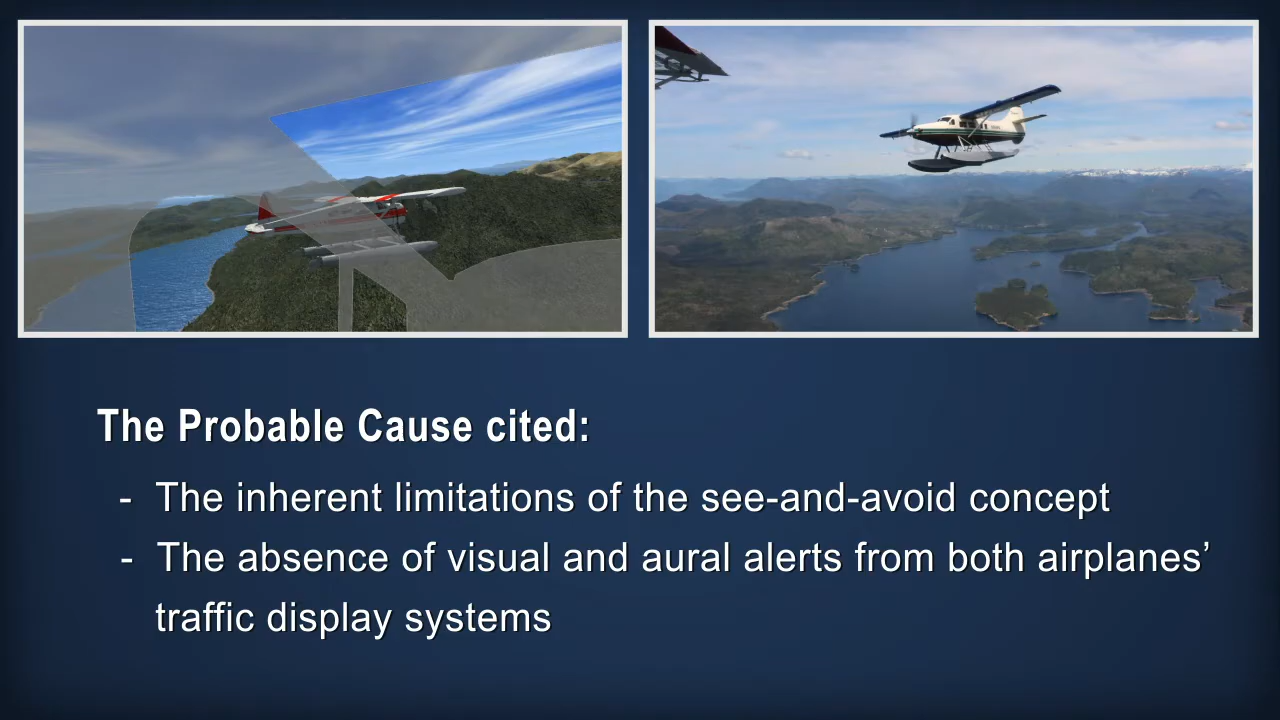 The Probable Cause cited:
- The inherent limitations of the see-and-avoid concept
- The absence of visual and aural alerts from both airplanes’
traffic display systems